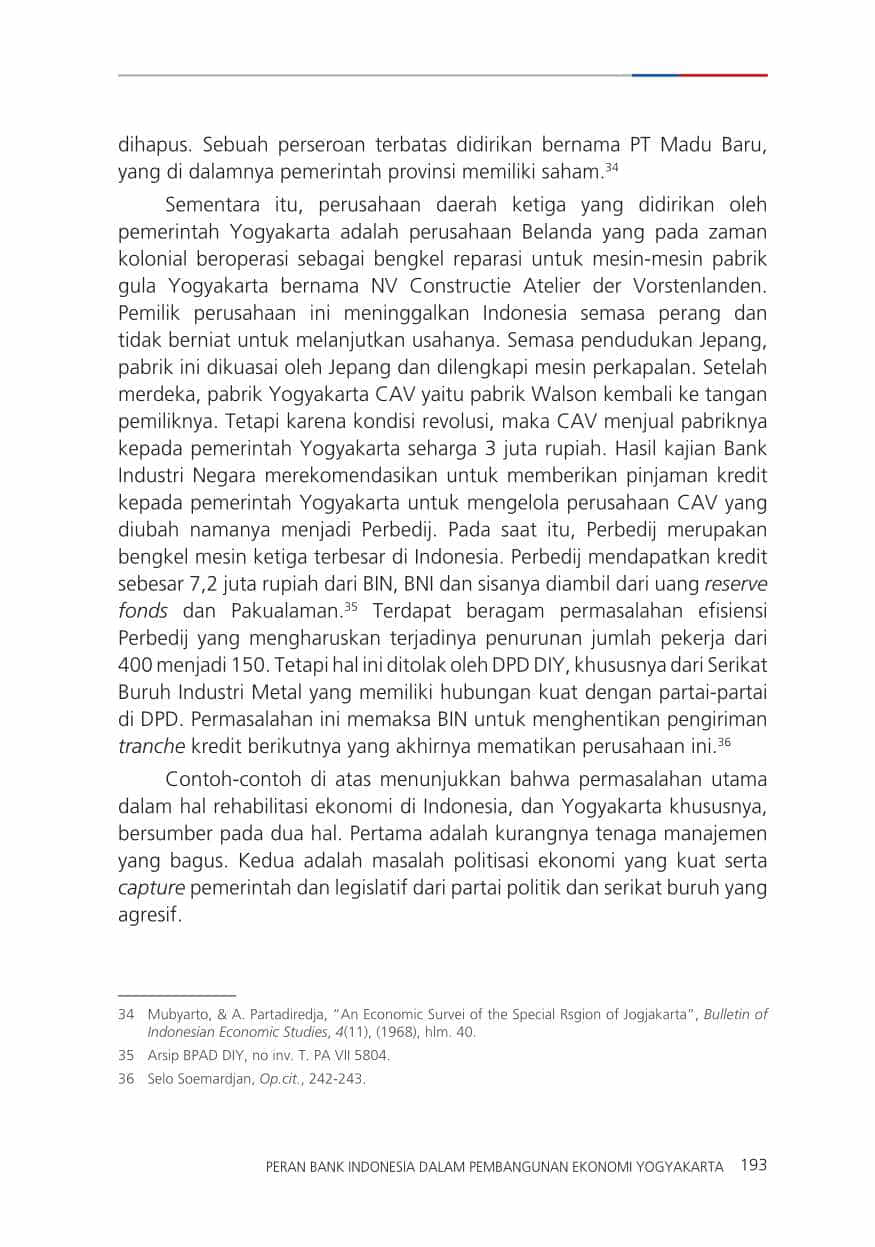 dihapus. Sebuah perseroan terbatas didirikan bernama PT Madu Baru,
yang di dalamnya pemerintah provinsi memiliki saham.34
Sementara itu, perusahaan daerah ketiga yang didirikan oleh
pemerintah Yogyakarta adalah perusahaan Belanda yang pada zaman
kolonial beroperasi sebagai bengkel reparasi untuk mesin-mesin pabrik
gula Yogyakarta bernama NV Constructie Atelier der Vorstenlanden.
Pemilik perusahaan ini meninggalkan Indonesia semasa perang dan
tidak berniat untuk melanjutkan usahanya. Semasa pendudukan Jepang,
pabrik ini dikuasai oleh Jepang dan dilengkapi mesin perkapalan. Setelah
merdeka, pabrik Yogyakarta CAV yaitu pabrik Walson kembali ke tangan
pemiliknya. Tetapi karena kondisi revolusi, maka CAV menjual pabriknya
kepada pemerintah Yogyakarta seharga 3 juta rupiah. Hasil kajian Bank
Industri Negara merekomendasikan untuk memberikan pinjaman kredit
kepada pemerintah Yogyakarta untuk mengelola perusahaan CAV yang
diubah namanya menjadi Perbedij. Pada saat itu, Perbedij merupakan
bengkel mesin ketiga terbesar di Indonesia. Perbedij mendapatkan kredit
sebesar 7,2 juta rupiah dari BIN, BNI dan sisanya diambil dari uang reserve
fonds dan Pakualaman.35 Terdapat beragam permasalahan efisiensi
Perbedij yang mengharuskan terjadinya penurunan jumlah pekerja dari
400 menjadi 150. Tetapi hal ini ditolak oleh DPD DIY, khususnya dari Serikat
Buruh Industri Metal yang memiliki hubungan kuat dengan partai-partai
di DPD. Permasalahan ini memaksa BIN untuk menghentikan pengiriman
tranche kredit berikutnya yang akhirnya mematikan perusahaan ini.36
Contoh-contoh di atas menunjukkan bahwa permasalahan utama
dalam hal rehabilitasi ekonomi di Indonesia, dan Yogyakarta khususnya,
bersumber pada dua hal. Pertama adalah kurangnya tenaga manajemen
yang bagus. Kedua adalah masalah politisasi ekonomi yang kuat serta
capture pemerintah dan legislatif dari partai politik dan serikat buruh yang
agresif.
34 Mubyarto, & A. Partadiredja, “An Economic Survei of the Special Rsgion of Jogjakarta”, Bulletin of
Indonesian Economic Studies, 4(11), (1968), hlm. 40.
35 Arsip BPAD DIY, no inv. T. PA VII 5804.
36 Selo Soemardjan, Op.cit., 242-243.
PERAN BANK INDONESIA DALAM PEMBANGUNAN EKONOMI YOGYAKARTA 193